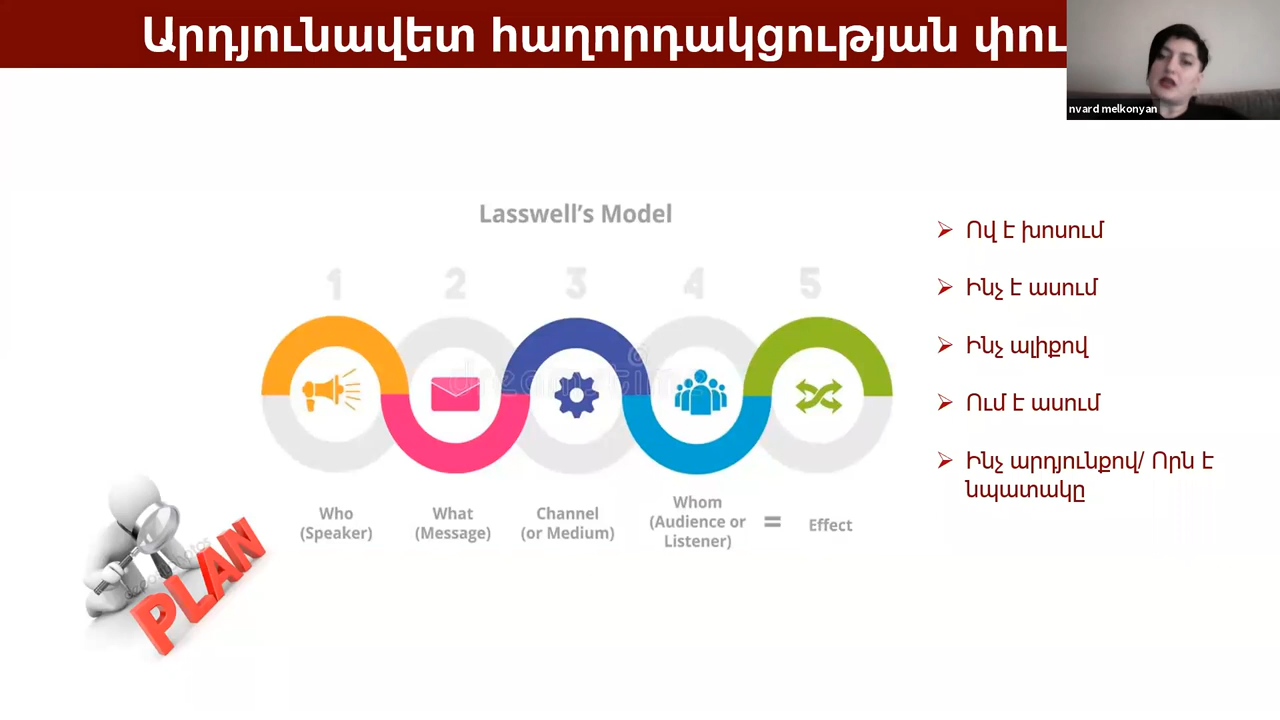 Արդյունավետ հաղորդակցության փու
nvard melkonyan
Lasswell's Model
1 2 3 4 5
Who
(Speaker)
What
(Message)
Channel
(or Medium)
Whom
(Audience or
Listener)
=
Effect
➢ Ով է խոսում
➢ Ինչ է ասում
➢ Ինչ ալիքով
➢ Ում է ասում
➢ Ինչ արդյունքով/ Որն է
նպատակը
PLAN